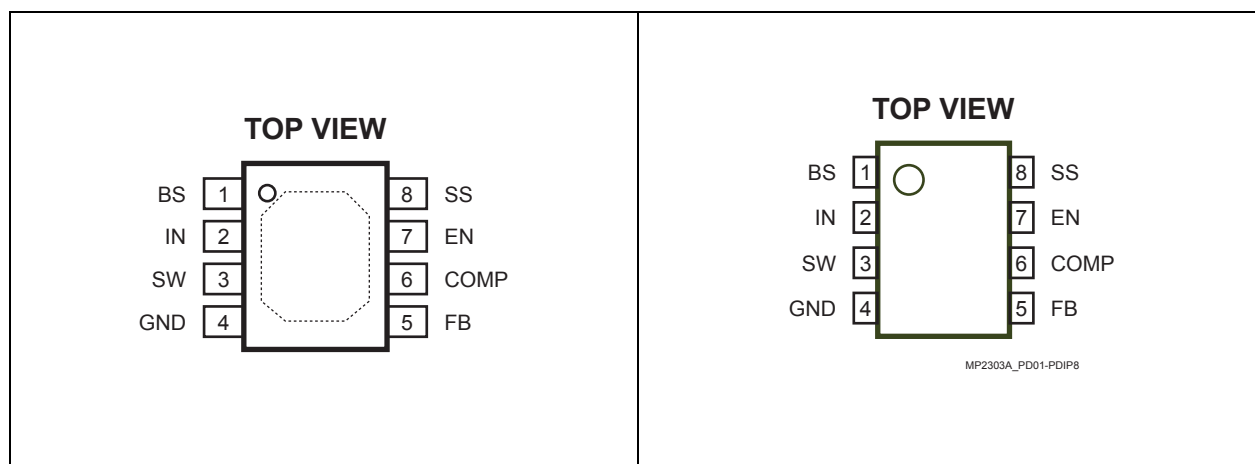 TOP VIEW
BS 1 8 SS
IN 2 7 EN
SW 3 6 COMP
GND 4 5 FB
TOP VIEW
BS 1 8 SS
IN 2 7 EN
SW 3 6 COMP
GND 4 5 FB
MP2303A_PD01-PDIP8